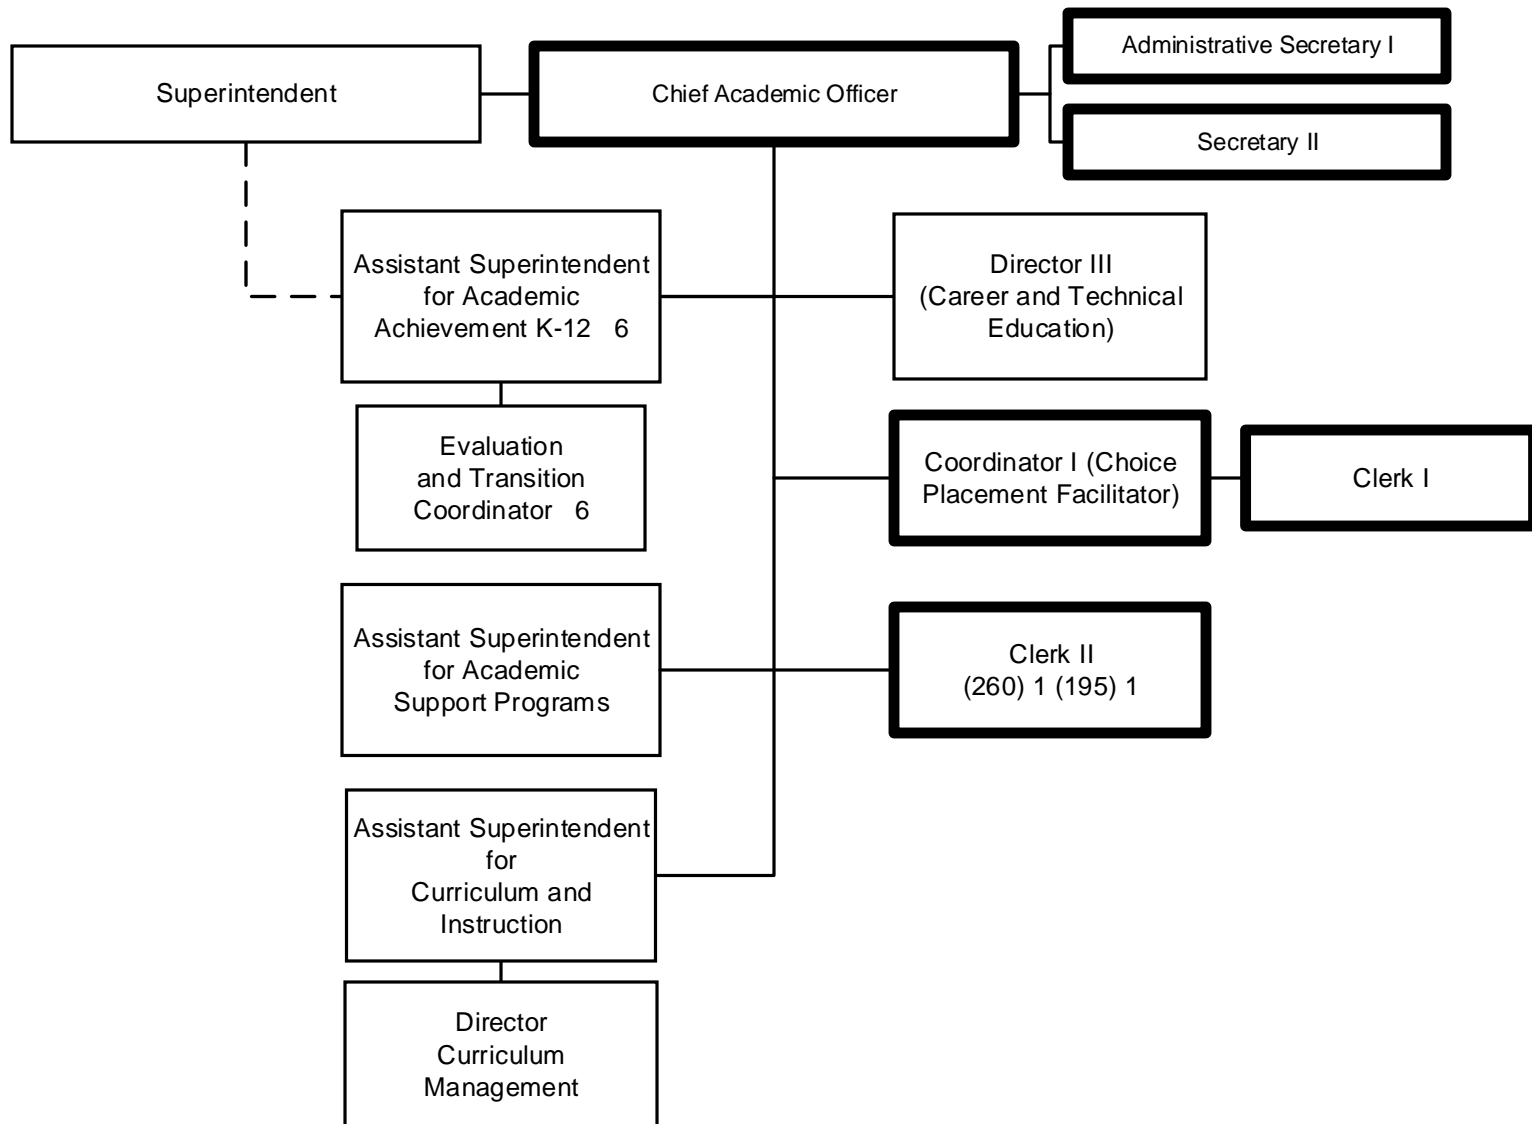 Superintendent
Chief Academic Officer
Administrative Secretary I
Secretary II
Assistant Superintendent
for Academic
Achievement K-12 6
Director III
(Career and Technical
Education)
Evaluation
and Transition
Coordinator 6
Coordinator I (Choice
Placement Facilitator)
Clerk I
Assistant Superintendent
for Academic
Support Programs
Clerk II
(260) 1 (195) 1
Assistant Superintendent
for
Curriculum and
Instruction
Director
Curriculum
Management